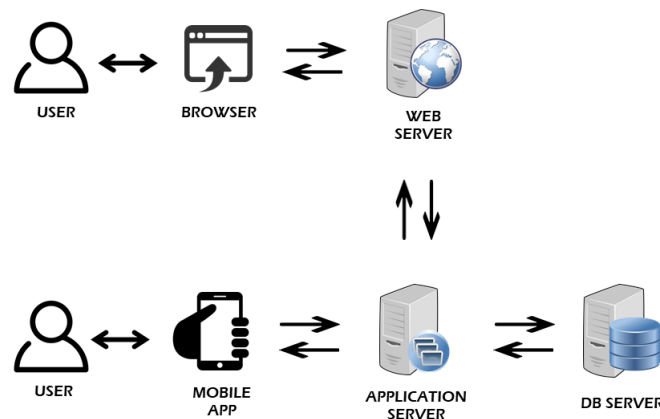 USER
BROWSER
WEB
SERVER
USER
MOBILE
APP
APPLICATION
SERVER
DB SERVER